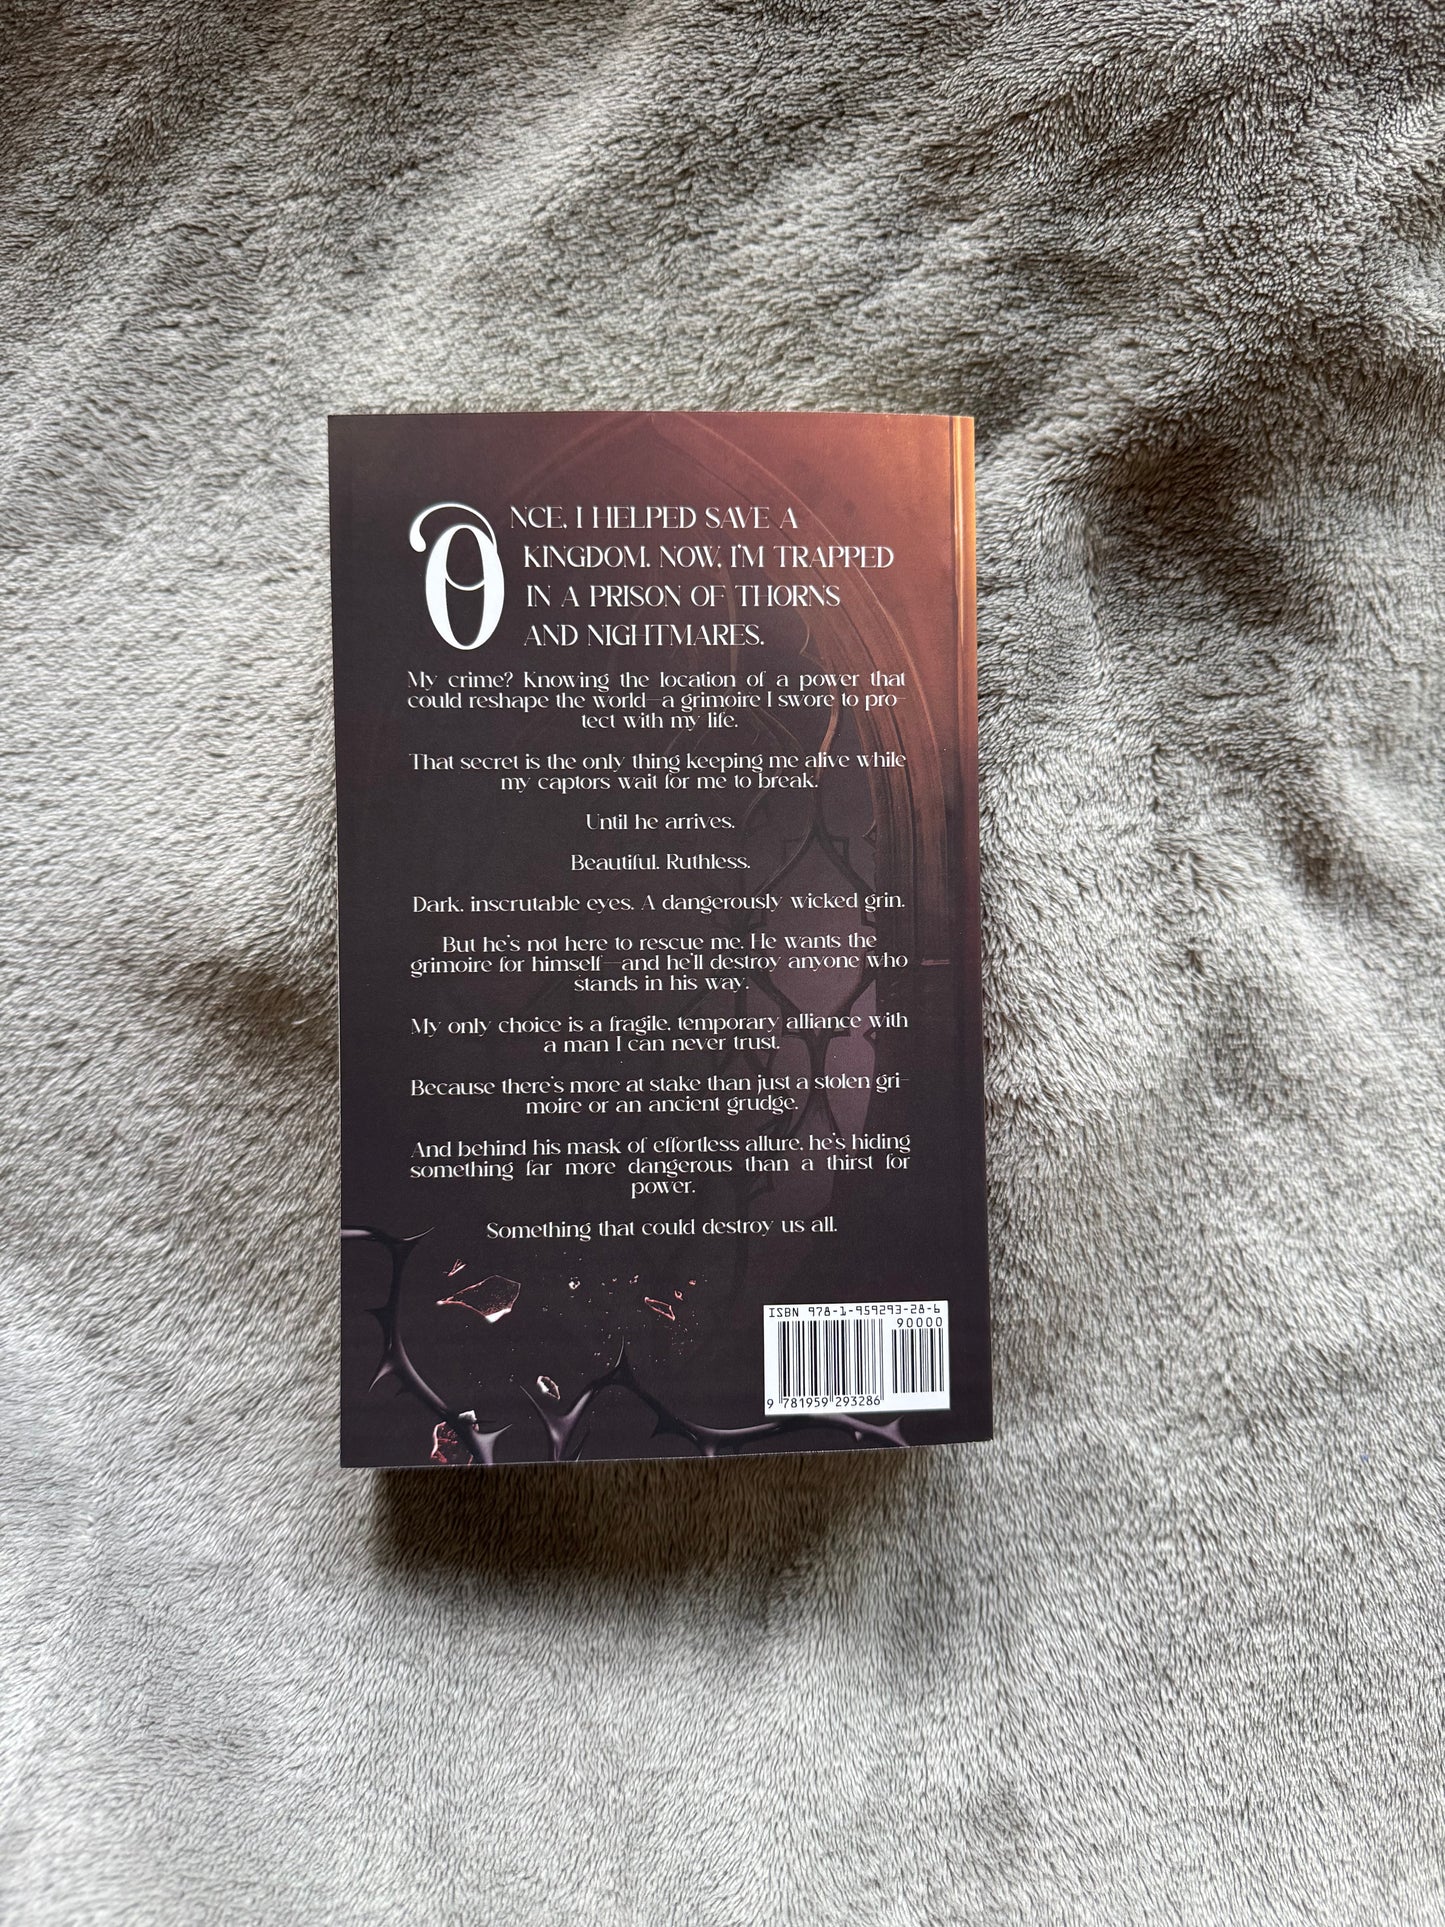 ONCE, I HELPED SAVE A
KINGDOM. NOW, I'M TRAPPED
IN A PRISON OF THORNS
AND NIGHTMARES.
My crime? Knowing the location of a power that
could reshape the world—a grimoire I swore to pro-
tect with my life.
That secret is the only thing keeping me alive while
my captors wait for me to break.
Until he arrives.
Beautiful. Ruthless.
Dark, inscrutable eyes. A dangerously wicked grin.
But he's not here to rescue me. He wants the
grimoire for himself—and he'll destroy anyone who
stands in his way.
My only choice is a fragile, temporary alliance with
a man I can never trust.
Because there's more at stake than just a stolen gri-
moire or an ancient grudge.
And behind his mask of effortless allure, he's hiding
something far more dangerous than a thirst for
power.
Something that could destroy us all.
ISBN 978-1-959293-28-6
90000
9 781959 293286